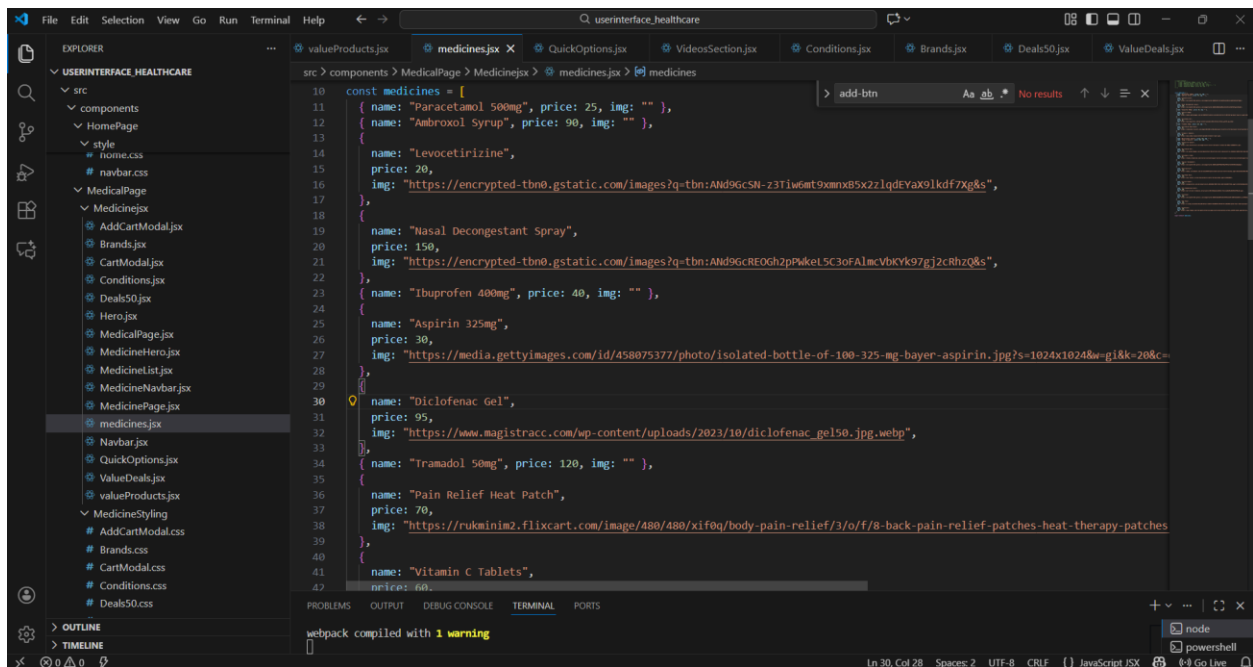 File Edit Selection View Go Run Terminal Help
userinterface_healthcare
EXPLORER
valueProducts.jsx medicines.jsx QuickOptions.jsx VideosSection.jsx Conditions.jsx Brands.jsx Deals50.jsx ValueDeals.jsx
USERINTERFACE_HEALTHCARE
src
components
HomePage
style
home.css
navbar.css
MedicalPage
Medicinejsx
AddCartModal.jsx
Brands.jsx
CartModal.jsx
Conditions.jsx
Deals50.jsx
Hero.jsx
MedicalPage.jsx
MedicineHero.jsx
MedicineList.jsx
MedicineNavbar.jsx
MedicinePage.jsx
medicines.jsx
Navbar.jsx
QuickOptions.jsx
ValueDeals.jsx
valueProducts.jsx
MedicineStyling
AddCartModal.css
Brands.css
CartModal.css
Conditions.css
Deals50.css
OUTLINE
TIMELINE
src > components > MedicalPage > Medicinejsx > medicines.jsx > medicines
add-btn Aa ab No results
10 const medicines = [
11 { name: "Paracetamol 500mg", price: 25, img: "" },
12 { name: "Ambroxol Syrup", price: 90, img: "" },
13 {
14 name: "Levocetirizine",
15 price: 20,
16 img: "https://encrypted-tbn0.gstatic.com/images?q=tbn:ANd9GcSN-z3Tiw6mt9xmnxB5x2zlqdEYaX9lkdf7Xg&s",
17 },
18 {
19 name: "Nasal Decongestant Spray",
20 price: 150,
21 img: "https://encrypted-tbn0.gstatic.com/images?q=tbn:ANd9GcREOGh2pPWkeL5C3oFAlmcVbKYk97gj2cRhzQ&s",
22 },
23 { name: "Ibuprofen 400mg", price: 40, img: "" },
24 {
25 name: "Aspirin 325mg",
26 price: 30,
27 img: "https://media.gettyimages.com/id/458075377/photo/isolated-bottle-of-100-325-mg-bayer-aspirin.jpg?s=1024x1024&w=gi&k=20&c=
28 },
29 {
30 name: "Diclofenac Gel",
31 price: 95,
32 img: "https://www.magistracc.com/wp-content/uploads/2023/10/diclofenac_gel50.jpg.webp",
33 },
34 { name: "Tramadol 50mg", price: 120, img: "" },
35 {
36 name: "Pain Relief Heat Patch",
37 price: 70,
38 img: "https://rukminim2.flixcart.com/image/480/480/xif0q/body-pain-relief/3/o/f/8-back-pain-relief-patches-heat-therapy-patches
39 },
40 {
41 name: "Vitamin C Tablets",
42 price: 60,
PROBLEMS OUTPUT DEBUG CONSOLE TERMINAL PORTS
webpack compiled with 1 warning
node
powershell
0 0 0 Ln 30, Col 28 Spaces: 2 UTF-8 CRLF { } JavaScript JSX Go Live